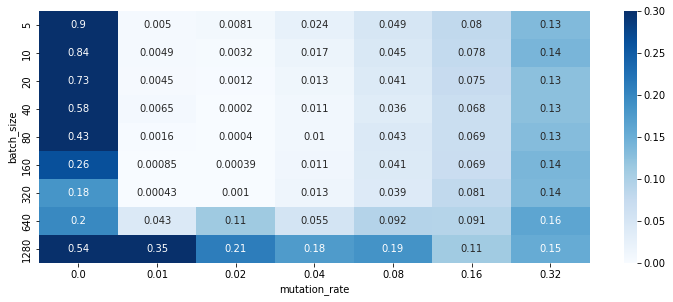 5 0.9 0.005 0.0081 0.024 0.049 0.08 0.13
10 0.84 0.0049 0.0032 0.017 0.045 0.078 0.14
20 0.73 0.0045 0.0012 0.013 0.041 0.075 0.13
40 0.58 0.0065 0.0002 0.011 0.036 0.068 0.13
80 0.43 0.0016 0.0004 0.01 0.043 0.069 0.13
160 0.26 0.00085 0.00039 0.011 0.041 0.069 0.14
320 0.18 0.00043 0.001 0.013 0.039 0.081 0.14
640 0.2 0.043 0.11 0.055 0.092 0.091 0.16
1280 0.54 0.35 0.21 0.18 0.19 0.11 0.15
batch_size
0.0 0.01 0.02 0.04 0.08 0.16 0.32
mutation_rate
0.30
0.25
0.20
0.15
0.10
0.05
0.00